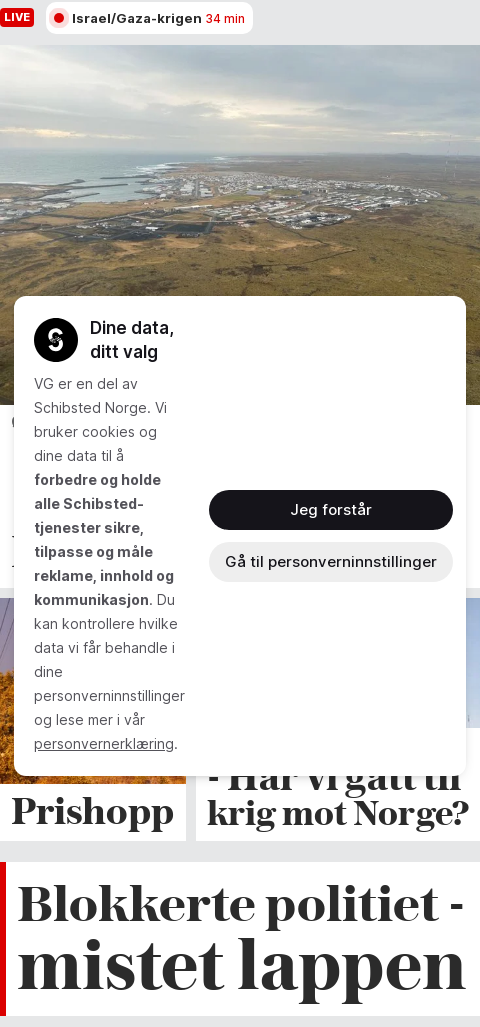 LIVE
Israel/Gaza-krigen 34 min
Dine data,
ditt valg
VG er en del av
Schibsted Norge. Vi
bruker cookies og
dine data til å
forbedre og holde
alle Schibsted-
tjenester sikre,
tilpasse og måle
reklame, innhold og
kommunikasjon. Du
kan kontrollere hvilke
data vi får behandle i
dine
personverninnstillinger
og lese mer i vår
personvernerklæring.
Jeg forstår
Gå til personverninnstillinger
Prishopp
- Har vi gått til
krig mot Norge?
Blokkerte politiet -
mistet lappen